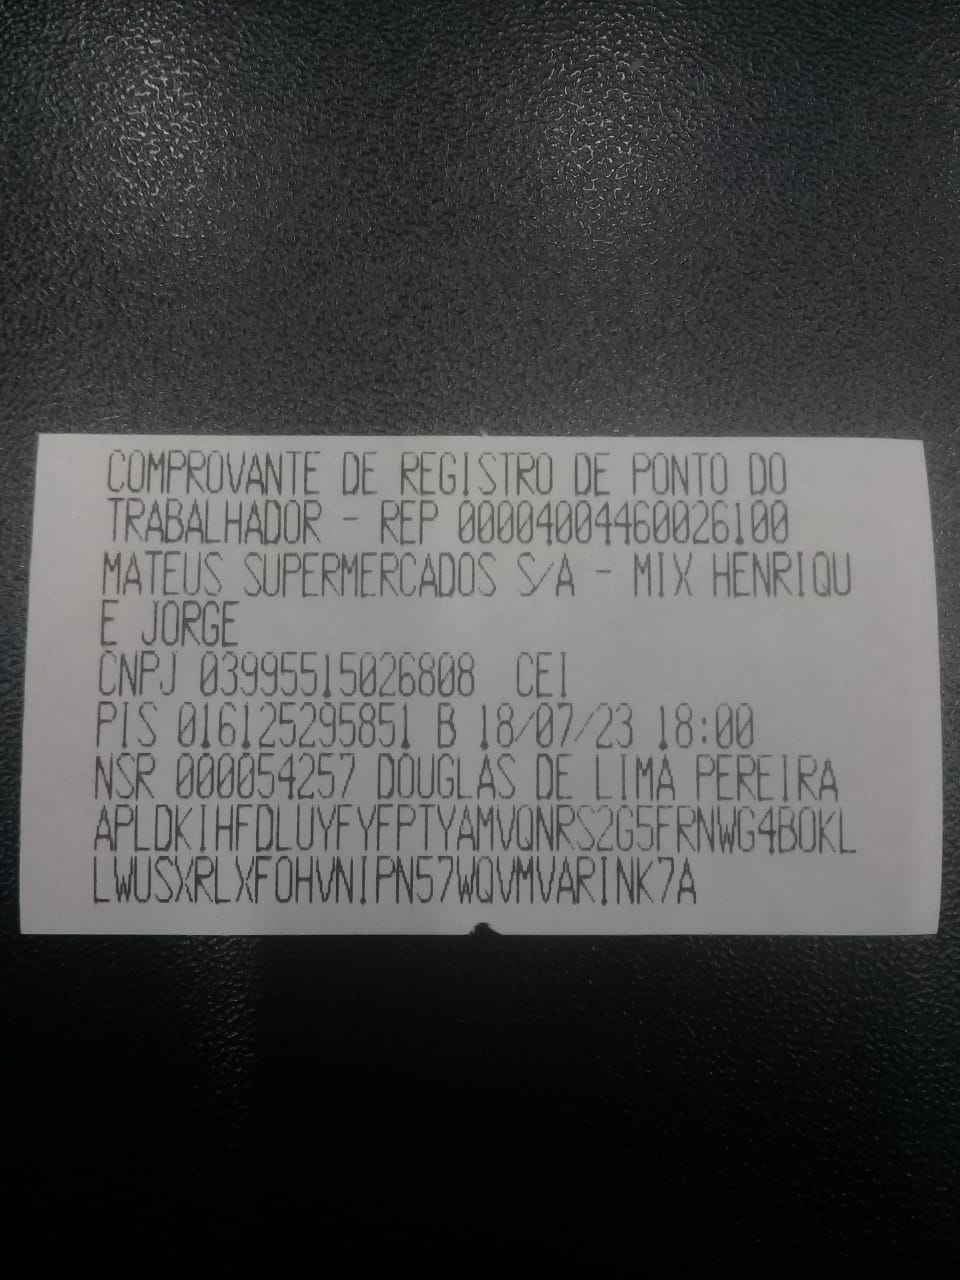 COMPROVANTE DE REGISTRO DE PONTO DO
TRABALHADOR - REP 00004004460026100
MATEUS SUPERMERCADOS S/A - MIX HENRIQU
E JORGE
CNPJ 03995515026808 CEI
PIS 016125295851 B 18/07/23 18:00
NSR 000054257 DOUGLAS DE LIMA PEREIRA
APLDKIHFDLUYFYFPTYAMVQNRS2G5FRNWG4BOKL
LWUSXRLXFOHVNIPN57WQVMVARINK7A